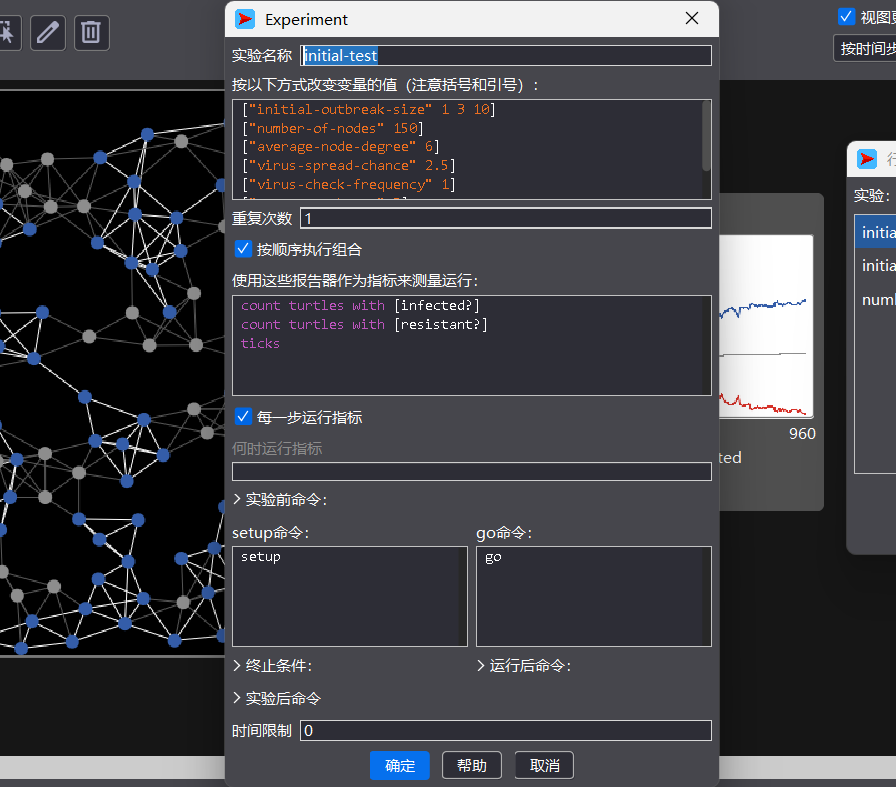 Experiment
实验名称 initial-test
按以下方式改变变量的值（注意括号和引号）:
["initial-outbreak-size" 1 3 10]
["number-of-nodes" 150]
["average-node-degree" 6]
["virus-spread-chance" 2.5]
["virus-check-frequency" 1]
重复次数 1
按顺序执行组合
使用这些报告器作为指标来测量运行:
count turtles with [infected?]
count turtles with [resistant?]
ticks
每一步运行指标
何时运行指标
> 实验前命令:
setup命令:
go命令:
setup
go
> 终止条件:
> 运行后命令:
> 实验后命令
时间限制 0
确定
帮助
取消
视图
按时间步
960
ted
实验:
initia
initia
numb